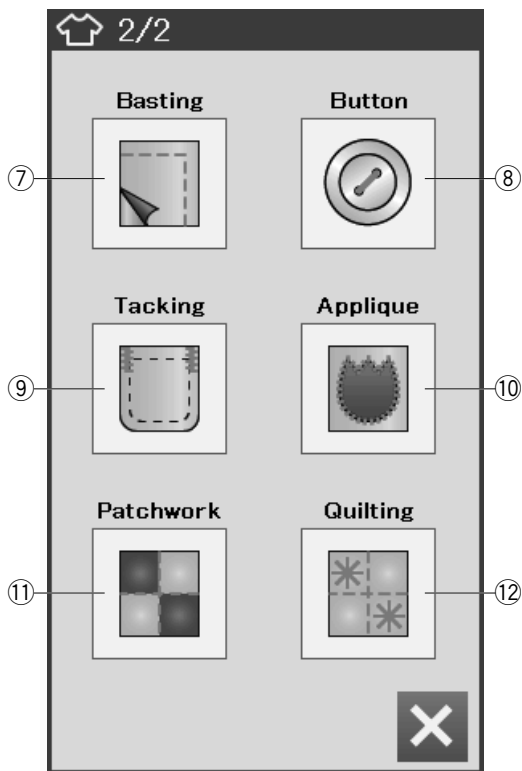 2/2
Basting Button
⑦ ⑧
Tacking Applique
⑨ ⑩
Patchwork Quilting
⑪ ⑫